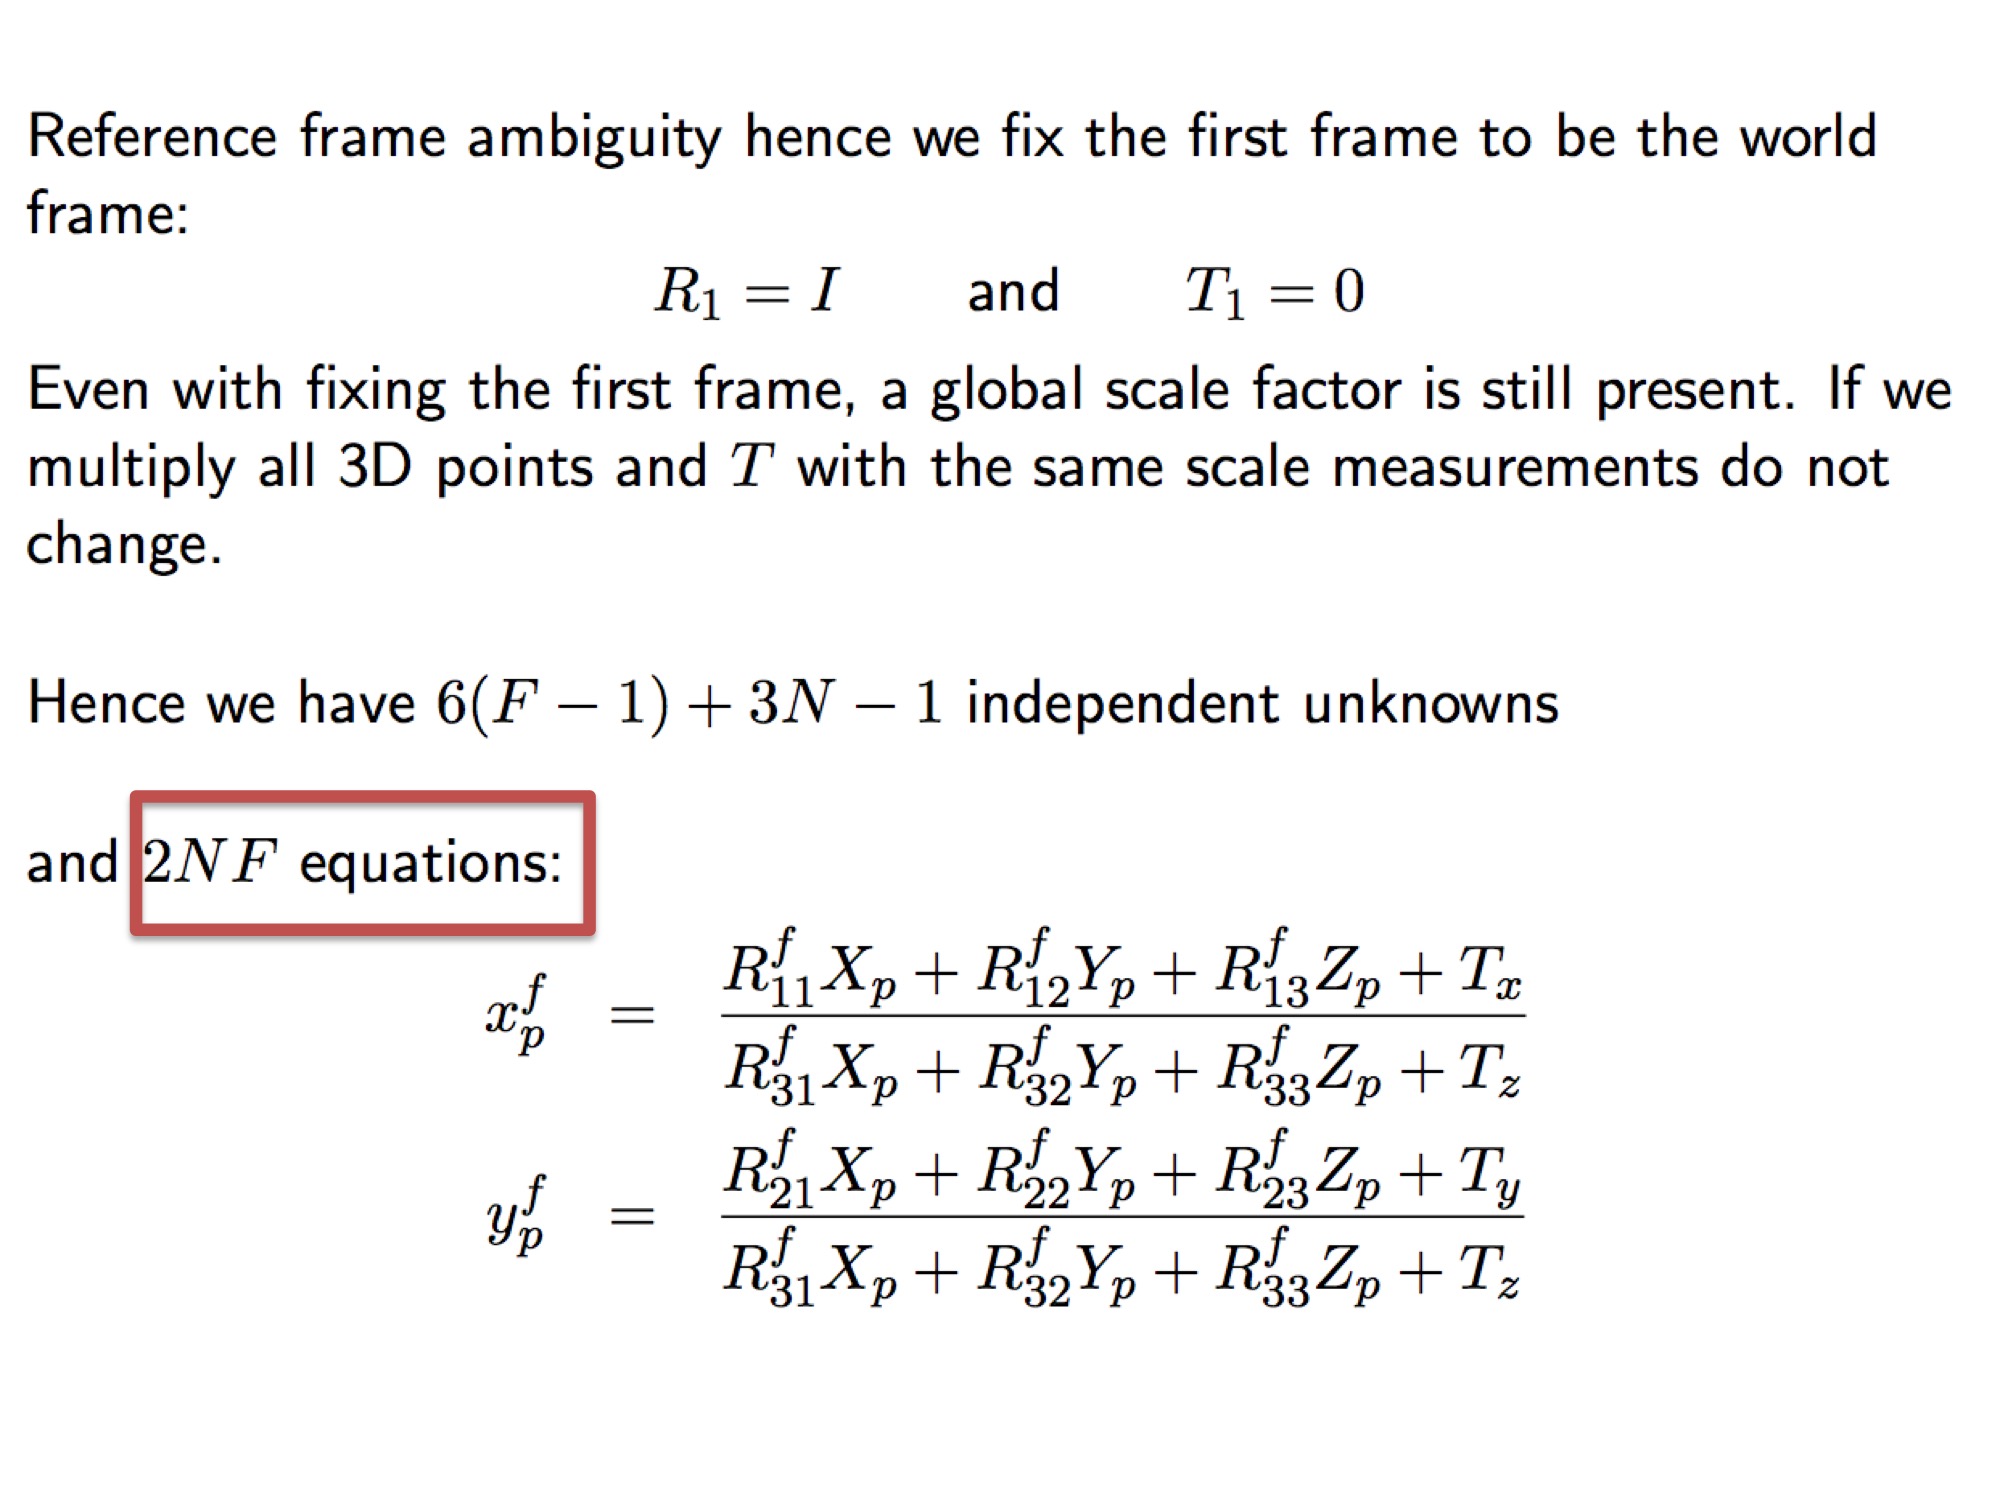 Reference frame ambiguity hence we fix the first frame to be the world
frame:
R_1 = I and T_1 = 0
Even with fixing the first frame, a global scale factor is still present. If we
multiply all 3D points and T with the same scale measurements do not
change.
Hence we have 6(F − 1) + 3N − 1 independent unknowns
and 2NF equations:
x_p^f = \frac{R_{11}^f X_p + R_{12}^f Y_p + R_{13}^f Z_p + T_x}{R_{31}^f X_p + R_{32}^f Y_p + R_{33}^f Z_p + T_z}
y_p^f = \frac{R_{21}^f X_p + R_{22}^f Y_p + R_{23}^f Z_p + T_y}{R_{31}^f X_p + R_{32}^f Y_p + R_{33}^f Z_p + T_z}